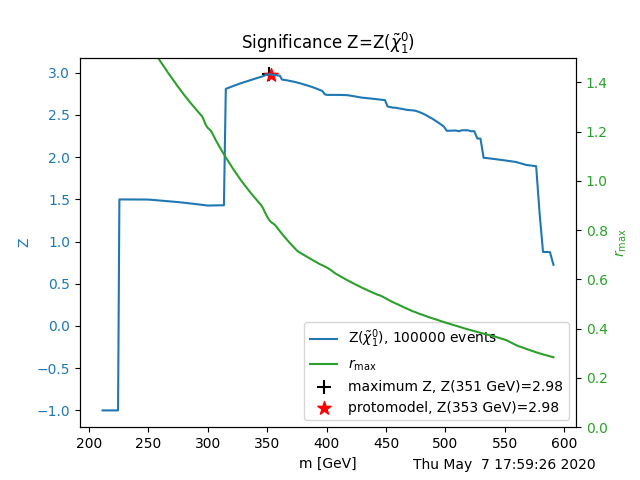 Significance Z=Z(χ̃₁⁰)
3.0
2.5
2.0
1.5
1.0
0.5
0.0
−0.5
−1.0
Z
1.4
1.2
1.0
0.8
0.6
0.4
0.2
0.0
r_max
Z(χ̃₁⁰), 100000 events
r_max
maximum Z, Z(351 GeV)=2.98
protomodel, Z(353 GeV)=2.98
200 250 300 350 400 450 500 550 600
m [GeV]
Thu May 7 17:59:26 2020